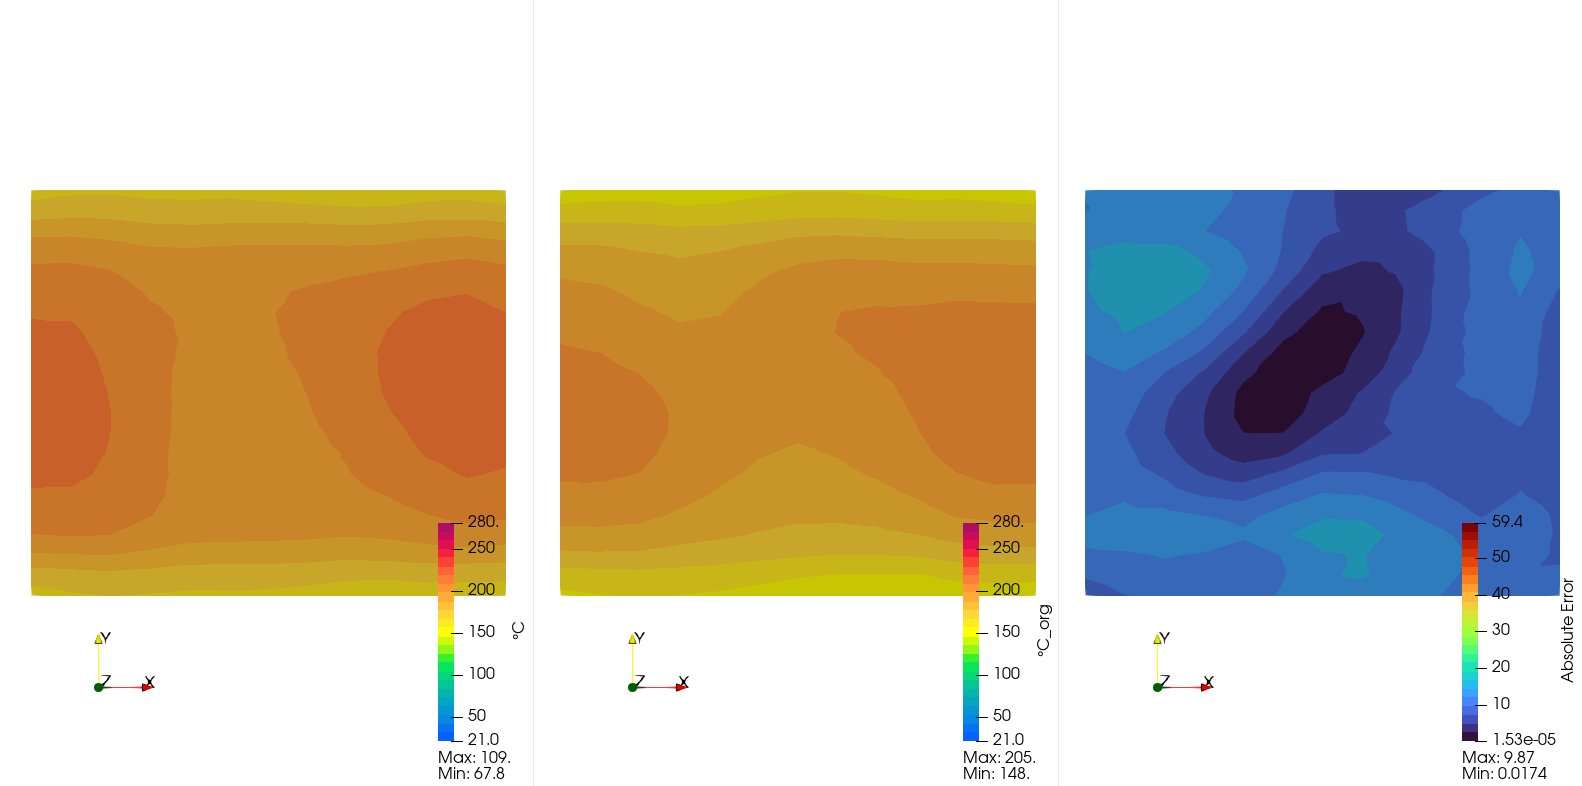 280.
250
200
150
100
50
21.0
°C
Max: 109.
Min: 67.8
Y
Z
X
280.
250
200
150
100
50
21.0
°C_org
Max: 205.
Min: 148.
Y
Z
X
59.4
50
40
30
20
10
1.53e-05
Absolute Error
Max: 9.87
Min: 0.0174
Y
Z
X